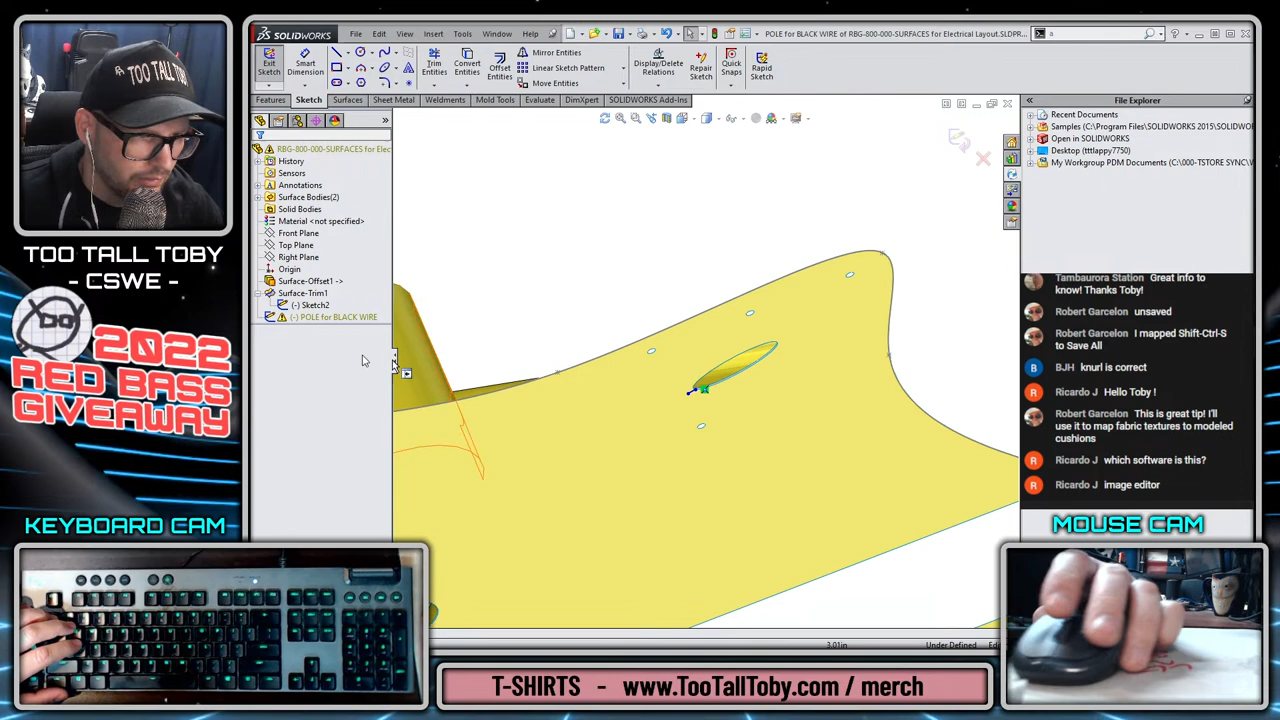 TOO TALL TOBY
TOO TALL TOBY
- CSWE -
2022
RED BASS
GIVEAWAY
KEYBOARD CAM
SOLIDWORKS
File Edit View Insert Tools Window Help
POLE for BLACK WIRE of RBG-800-000-SURFACES for Electrical Layout.SLDPR...
Exit Sketch
Smart Dimension
Trim Entities
Convert Entities
Offset Entities
Mirror Entities
Linear Sketch Pattern
Move Entities
Display/Delete Relations
Repair Sketch
Quick Snaps
Rapid Sketch
Features Sketch Surfaces Sheet Metal Weldments Mold Tools Evaluate DimXpert SOLIDWORKS Add-Ins
RBG-800-000-SURFACES for Elec
History
Sensors
Annotations
Surface Bodies(2)
Solid Bodies
Material <not specified>
Front Plane
Top Plane
Right Plane
Origin
Surface-Offset1 ->
Surface-Trim1
(-) Sketch2
(-) POLE for BLACK WIRE
3.01in
Under Defined
File Explorer
Recent Documents
Samples (C:\Program Files\SOLIDWORKS 2015\SOLIDWO
Open in SOLIDWORKS
Desktop (tttlappy7750)
My Workgroup PDM Documents (C:\000-TSTORE SYNC\V
Tambaurora Station Great info to
know! Thanks Toby!
Robert Garcelon unsaved
Robert Garcelon I mapped Shift-Ctrl-S
to Save All
BJH knurl is correct
Ricardo J Hello Toby !
Robert Garcelon This is great tip! I'll
use it to map fabric textures to modeled
cushions
Ricardo J which software is this?
Ricardo J image editor
MOUSE CAM
T-SHIRTS - www.TooTallToby.com / merch